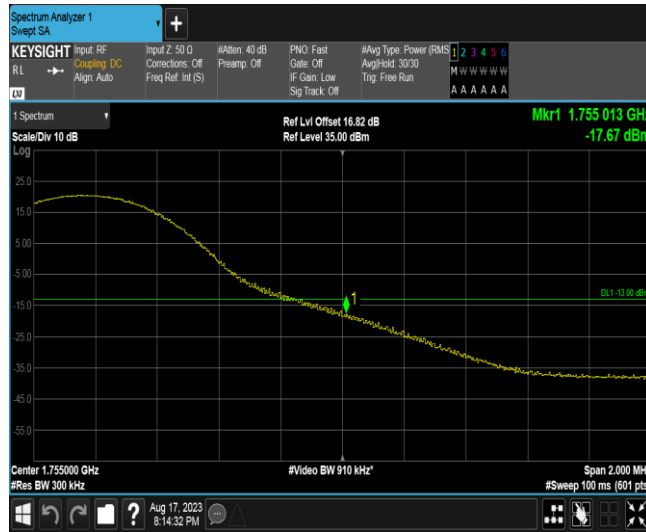 Spectrum Analyzer 1
Swept SA
+
KEYSIGHT
RL
LXI
Input: RF
Coupling: DC
Align: Auto
Input Z: 50 Ω
Corrections: Off
Freq Ref: Int (S)
#Atten: 40 dB
Preamp: Off
PNO: Fast
Gate: Off
IF Gain: Low
Sig Track: Off
#Avg Type: Power (RMS
Avg|Hold: 30/30
Trig: Free Run
1 2 3 4 5 6
M W W W W W
A A A A A A
1 Spectrum
Scale/Div 10 dB
Log
Ref Lvl Offset 16.82 dB
Ref Level 35.00 dBm
Mkr1 1.755 013 GHz
-17.67 dBm
25.0
15.0
5.00
-5.00
-15.0
-25.0
-35.0
-45.0
-55.0
1
DL1 -13.00 dBm
Center 1.755000 GHz
#Res BW 300 kHz
#Video BW 910 kHz*
Span 2.000 MH
#Sweep 100 ms (601 pts
?
Aug 17, 2023
8:14:32 PM